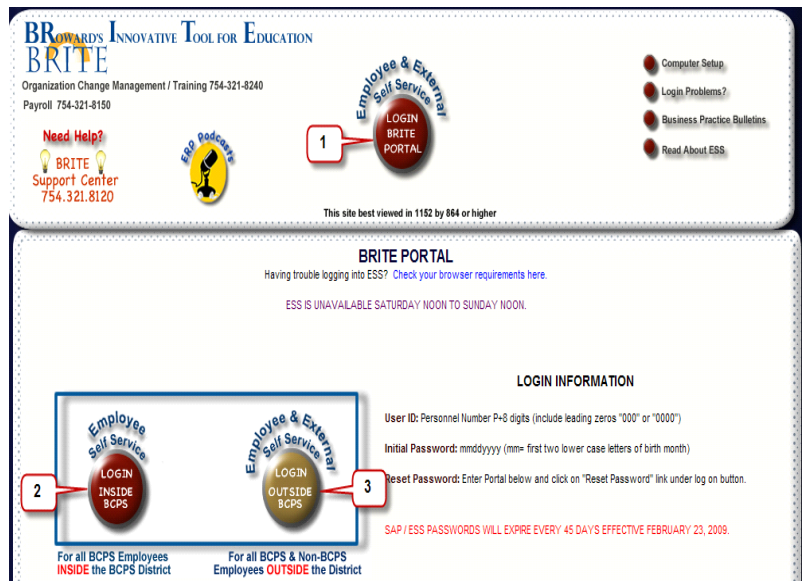 BROWARD'S INNOVATIVE TOOL FOR EDUCATION
BRITE
Organization Change Management / Training 754-321-8240
Payroll 754-321-8150
Need Help?
BRITE
Support Center
754.321.8120
ERP Podcasts
Employee & External
Self Service
LOGIN
BRITE
PORTAL
1
Computer Setup
Login Problems?
Business Practice Bulletins
Read About ESS
This site best viewed in 1152 by 864 or higher
BRITE PORTAL
Having trouble logging into ESS? Check your browser requirements here.
ESS IS UNAVAILABLE SATURDAY NOON TO SUNDAY NOON.
Employee
Self Service
LOGIN
INSIDE
BCPS
2
For all BCPS Employees
INSIDE the BCPS District
Employee & External
Self Service
LOGIN
OUTSIDE
BCPS
3
For all BCPS & Non-BCPS
Employees OUTSIDE the District
LOGIN INFORMATION
User ID: Personnel Number P+8 digits (include leading zeros "000" or "0000")
Initial Password: mmddyyyy (mm= first two lower case letters of birth month)
Reset Password: Enter Portal below and click on "Reset Password" link under log on button.
SAP / ESS PASSWORDS WILL EXPIRE EVERY 45 DAYS EFFECTIVE FEBRUARY 23, 2009.